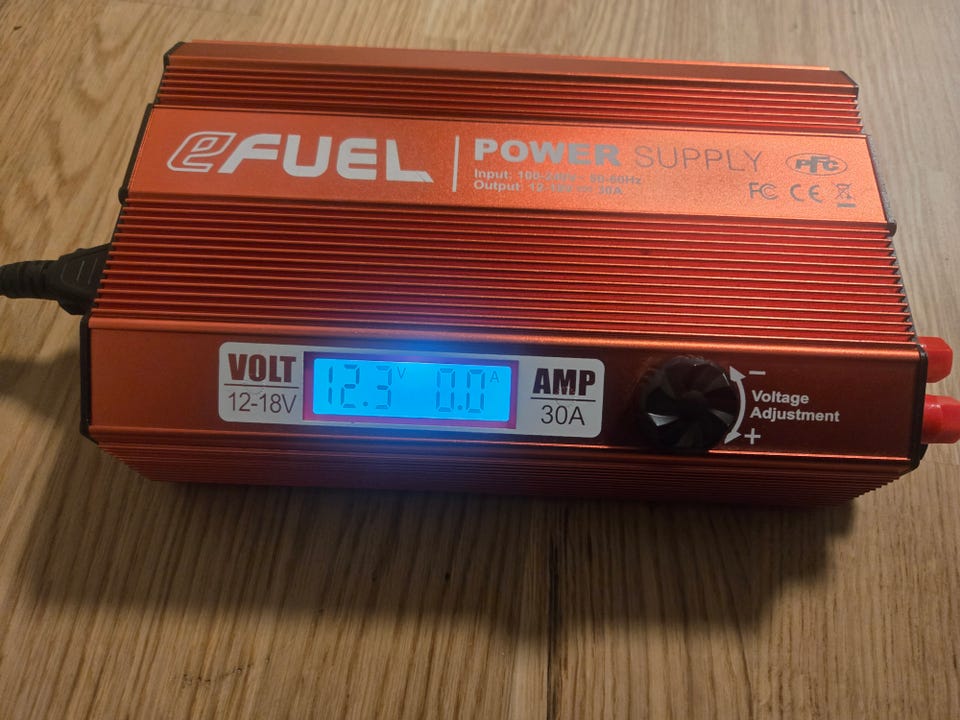 eFUEL
POWER SUPPLY
Input: 100-240V~ 50-60Hz
Output: 12-18V 30A
PFC
FC CE
VOLT
12-18V
12.3 V 0.0 A
AMP
30A
−
Voltage
Adjustment
+